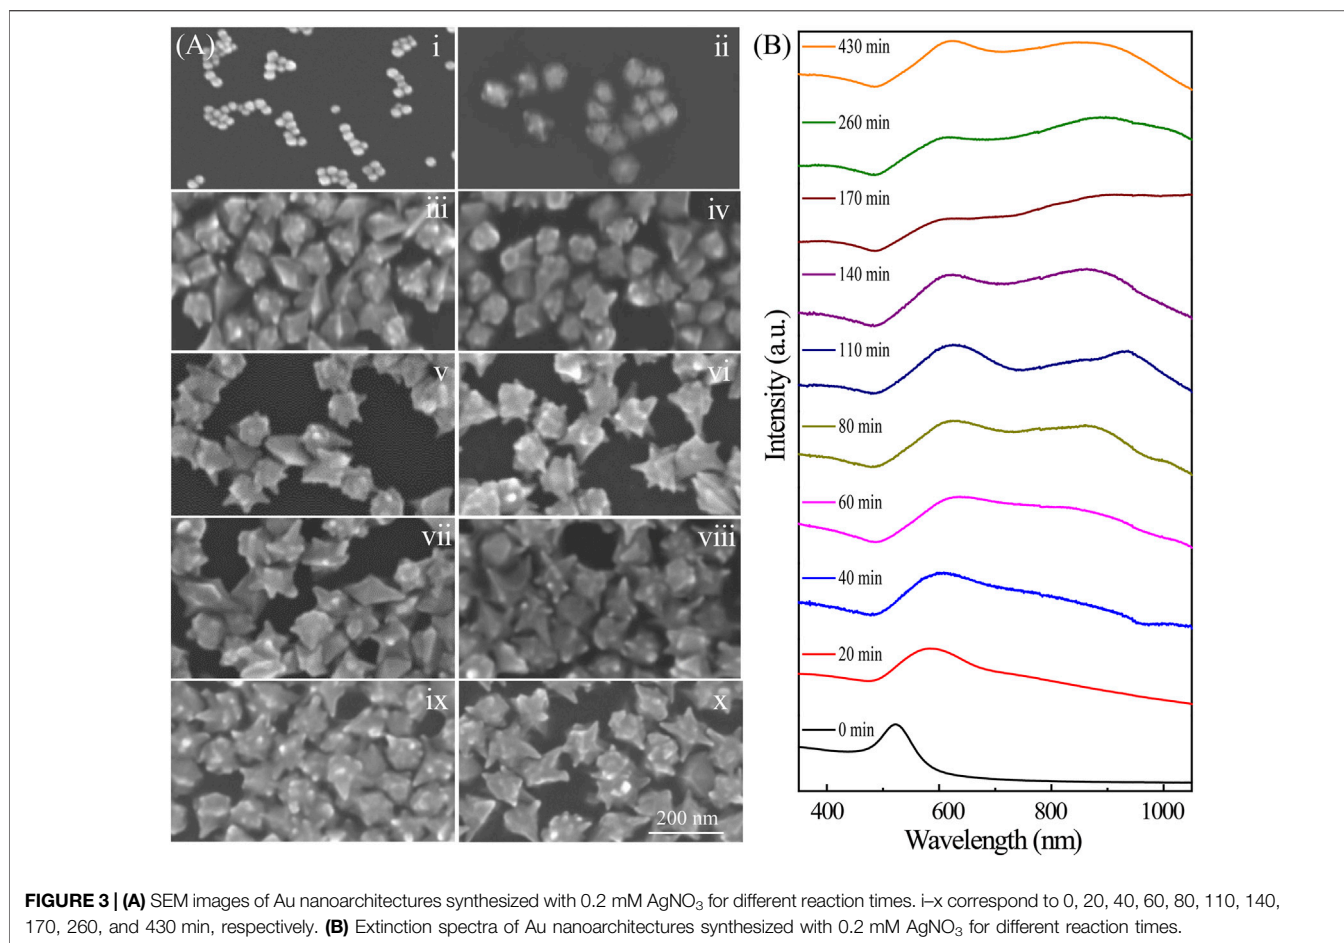 (A)
i
ii
iii
iv
v
vi
vii
viii
ix
x
200 nm
(B)
430 min
260 min
170 min
140 min
110 min
80 min
60 min
40 min
20 min
0 min
Intensity (a.u.)
400 600 800 1000
Wavelength (nm)
FIGURE 3 | (A) SEM images of Au nanoarchitectures synthesized with 0.2 mM AgNO₃ for different reaction times. i–x correspond to 0, 20, 40, 60, 80, 110, 140,
170, 260, and 430 min, respectively. (B) Extinction spectra of Au nanoarchitectures synthesized with 0.2 mM AgNO₃ for different reaction times.